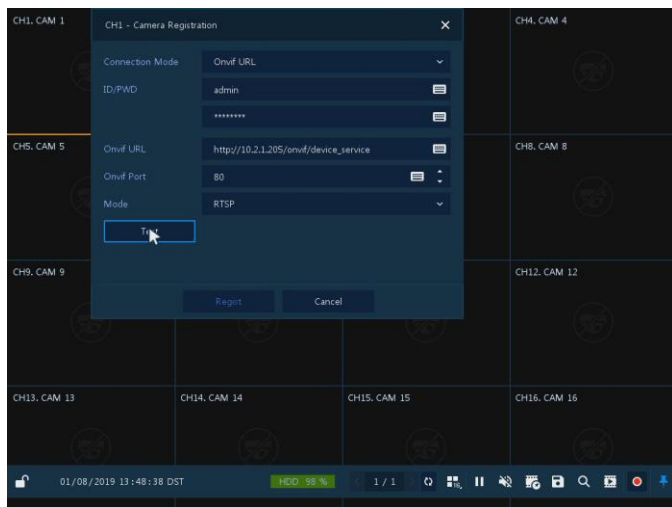 CH1. CAM 1
CH1 - Camera Registration
CH4. CAM 4
Connection Mode
Onvif URL
ID/PWD
admin
********
CH5. CAM 5
CH8. CAM 8
Onvif URL
http://10.2.1.205/onvif/device_service
Onvif Port
80
Mode
RTSP
CH9. CAM 9
CH12. CAM 12
Regist
Cancel
CH13. CAM 13
CH14. CAM 14
CH15. CAM 15
CH16. CAM 16
01/08/2019 13:48:38 DST
HDD 98 %
1 / 1